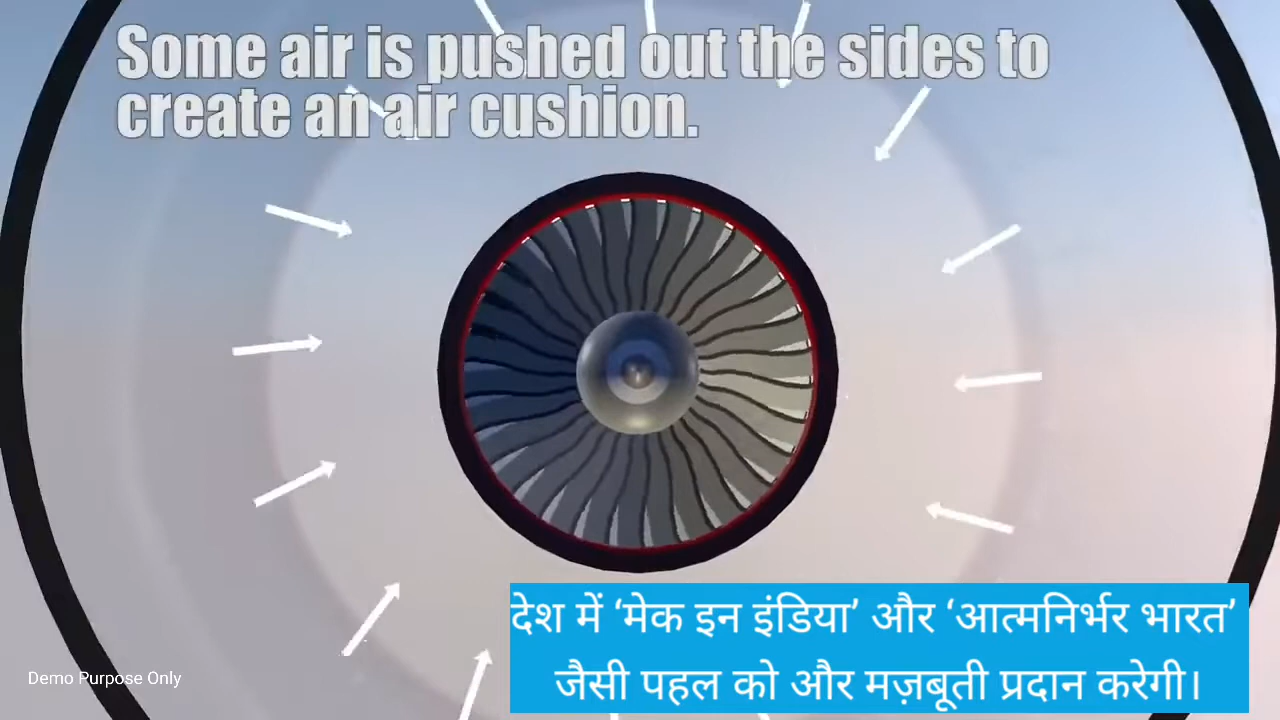 Some air is pushed out the sides to
create an air cushion.
देश में ‘मेक इन इंडिया’ और ‘आत्मनिर्भर भारत’
जैसी पहल को और मज़बूती प्रदान करेगी।
Demo Purpose Only